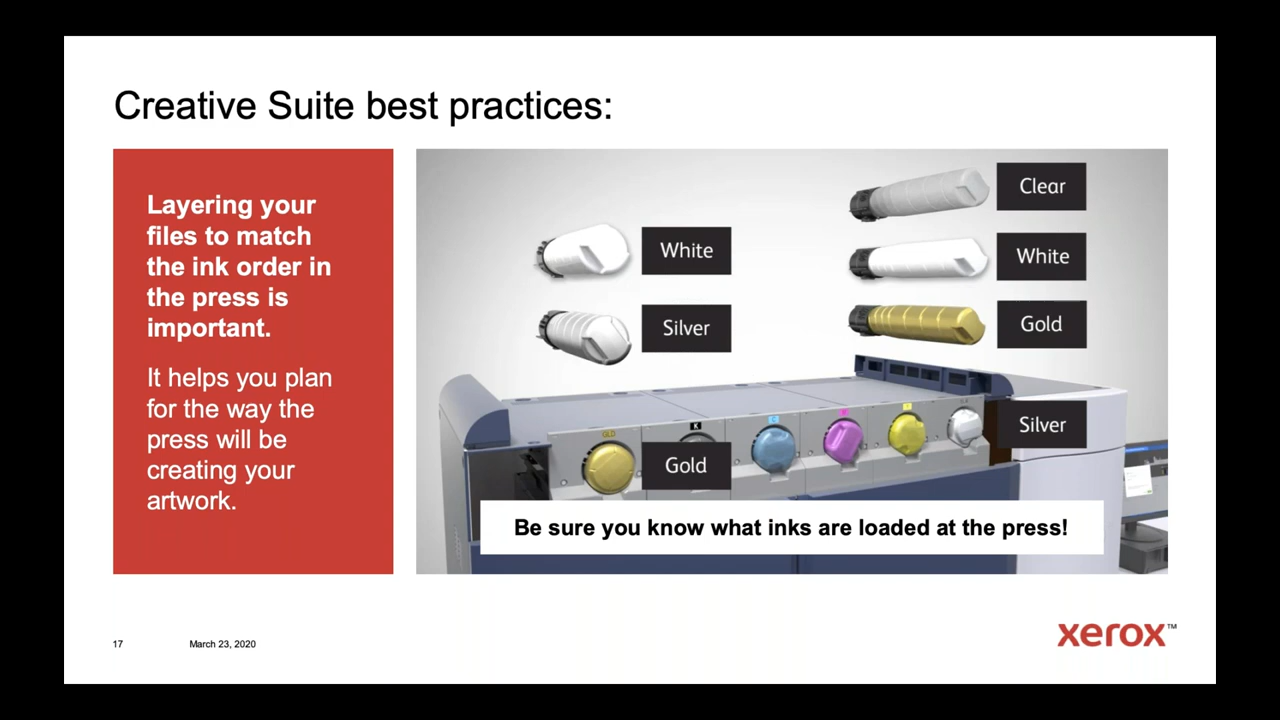 Creative Suite best practices:
Layering your
files to match
the ink order in
the press is
important.
It helps you plan
for the way the
press will be
creating your
artwork.
White
Silver
Clear
White
Gold
Silver
GLD
K
C
M
Y
Gold
Be sure you know what inks are loaded at the press!
17
March 23, 2020
xerox™